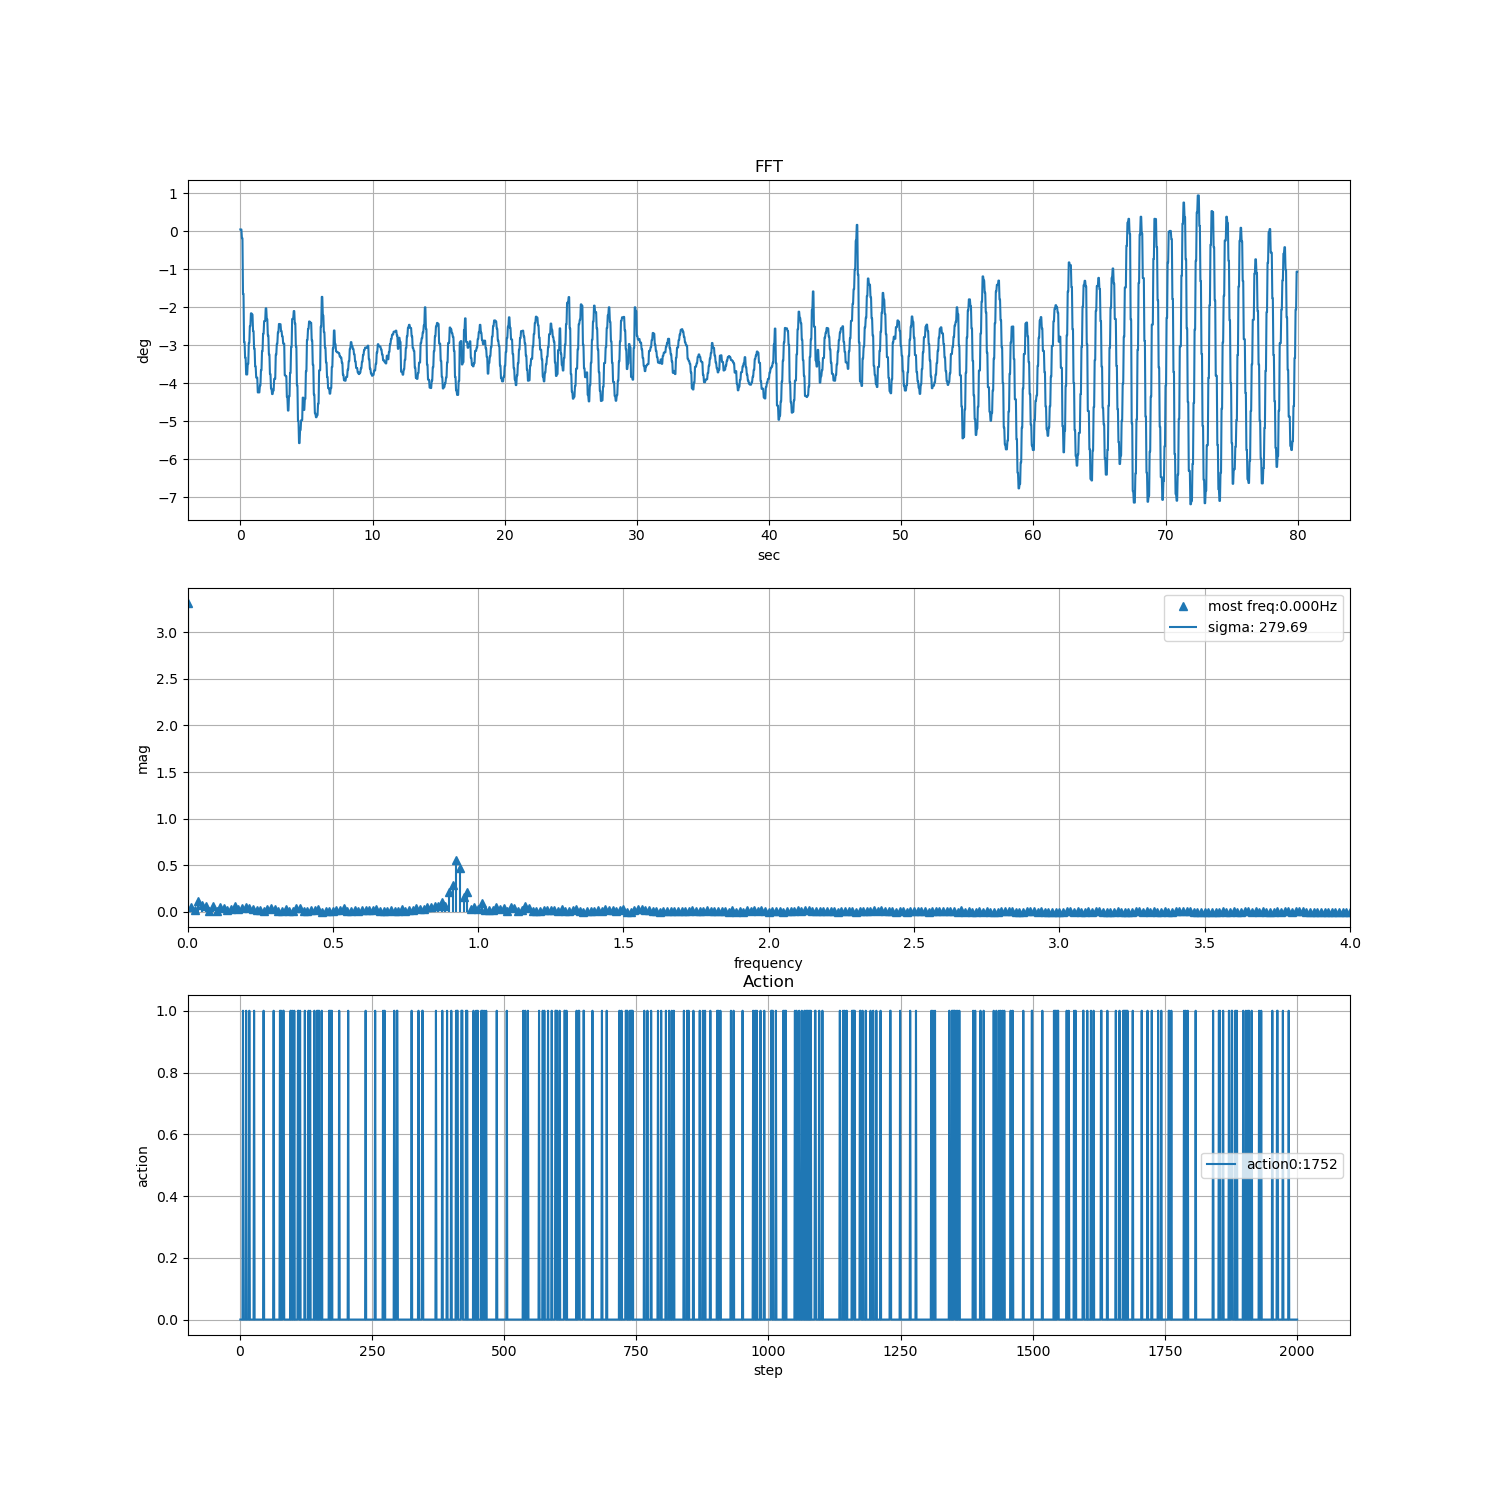 FFT
1
0
−1
−2
−3
−4
−5
−6
−7
deg
0 10 20 30 40 50 60 70 80
sec
most freq:0.000Hz
sigma: 279.69
3.0
2.5
2.0
1.5
1.0
0.5
0.0
mag
0.0 0.5 1.0 1.5 2.0 2.5 3.0 3.5 4.0
frequency
Action
1.0
0.8
0.6
0.4
0.2
0.0
action
action0:1752
0 250 500 750 1000 1250 1500 1750 2000
step